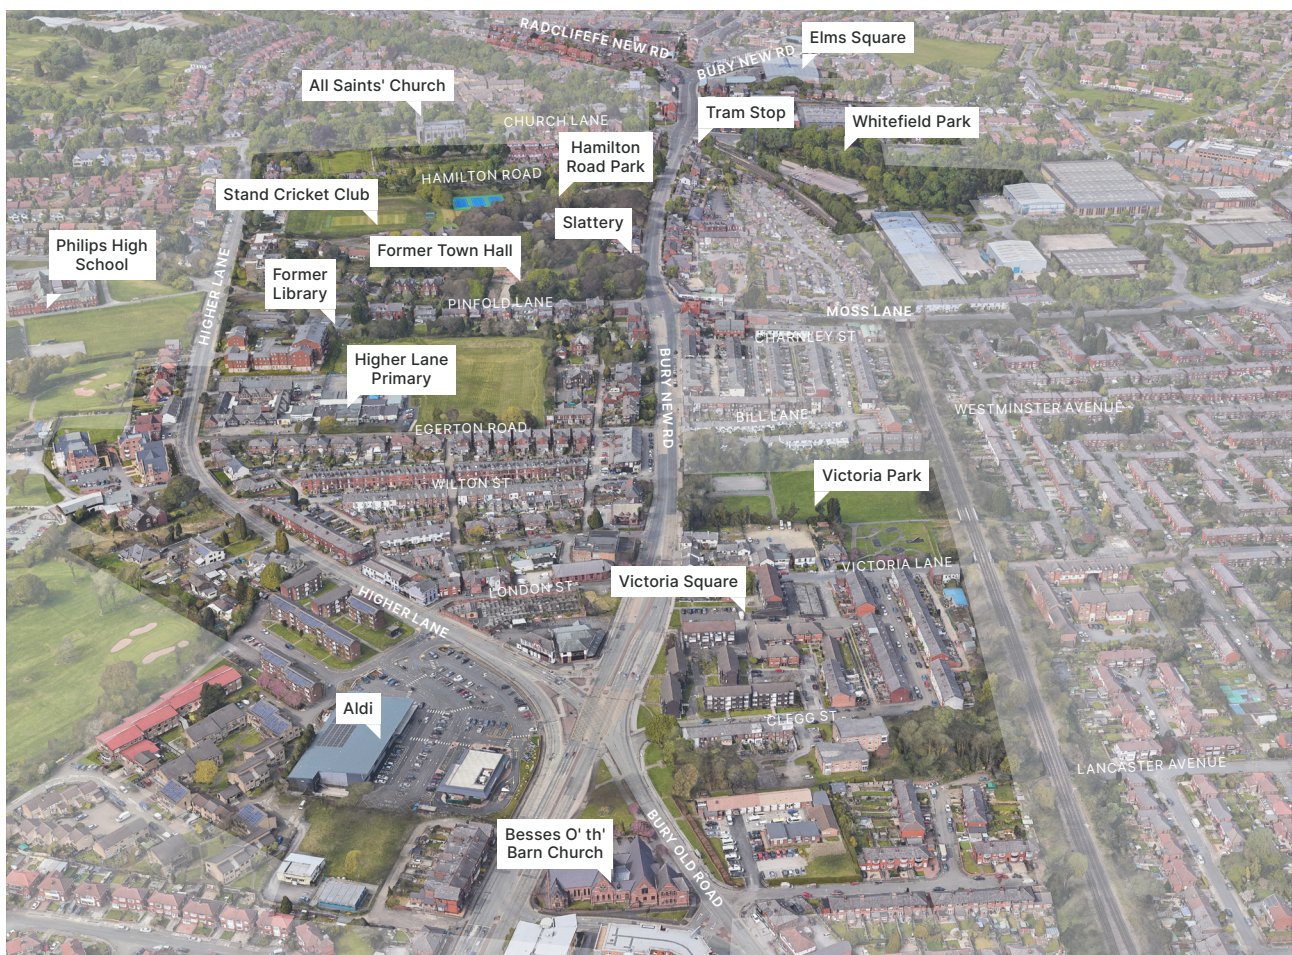 RADCLIFEFE NEW RD
BURY NEW RD
Elms Square
All Saints' Church
CHURCH LANE
Tram Stop
Whitefield Park
Hamilton
Road Park
HAMILTON ROAD
Stand Cricket Club
Slattery
Philips High
School
Former Town Hall
Former
Library
HIGHER LANE
PINFOLD LANE
MOSS LANE
CHARNLEY ST
Higher Lane
Primary
BURY NEW RD
WESTMINSTER AVENUE
BILL LANE
EGERTON ROAD
WILTON ST
Victoria Park
VICTORIA LANE
Victoria Square
LONDON ST
HIGHER LANE
Aldi
CLEGG ST
LANCASTER AVENUE
Besses O' th'
Barn Church
BURY OLD ROAD